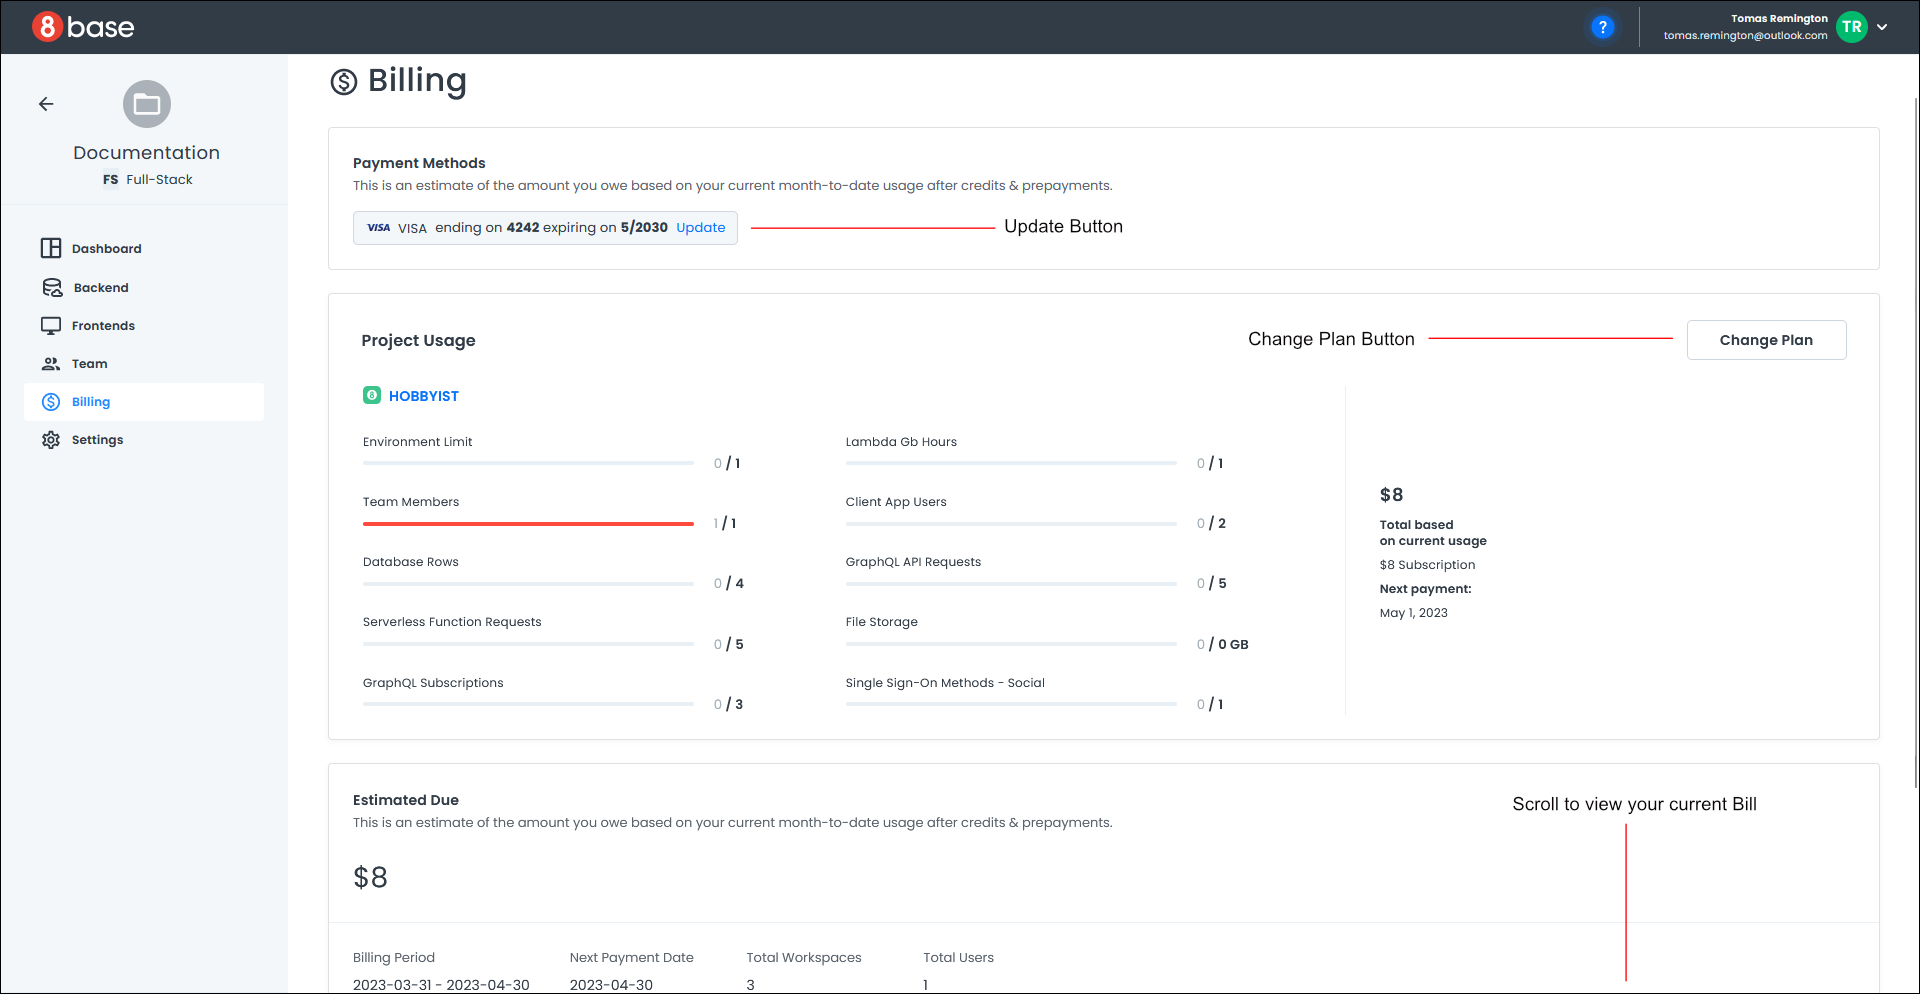 8base
?
Tomas Remington
tomas.remington@outlook.com
TR
Documentation
FS Full-Stack
Dashboard
Backend
Frontends
Team
Billing
Settings
Billing
Payment Methods
This is an estimate of the amount you owe based on your current month-to-date usage after credits & prepayments.
VISA VISA ending on 4242 expiring on 5/2030 Update
Update Button
Project Usage
Change Plan Button
Change Plan
8 HOBBYIST
Environment Limit
0 / 1
Lambda Gb Hours
0 / 1
Team Members
1 / 1
Client App Users
0 / 2
Database Rows
0 / 4
GraphQL API Requests
0 / 5
Serverless Function Requests
0 / 5
File Storage
0 / 0 GB
GraphQL Subscriptions
0 / 3
Single Sign-On Methods - Social
0 / 1
$8
Total based
on current usage
$8 Subscription
Next payment:
May 1, 2023
Estimated Due
This is an estimate of the amount you owe based on your current month-to-date usage after credits & prepayments.
Scroll to view your current Bill
$8
Billing Period
2023-03-31 - 2023-04-30
Next Payment Date
2023-04-30
Total Workspaces
3
Total Users
1